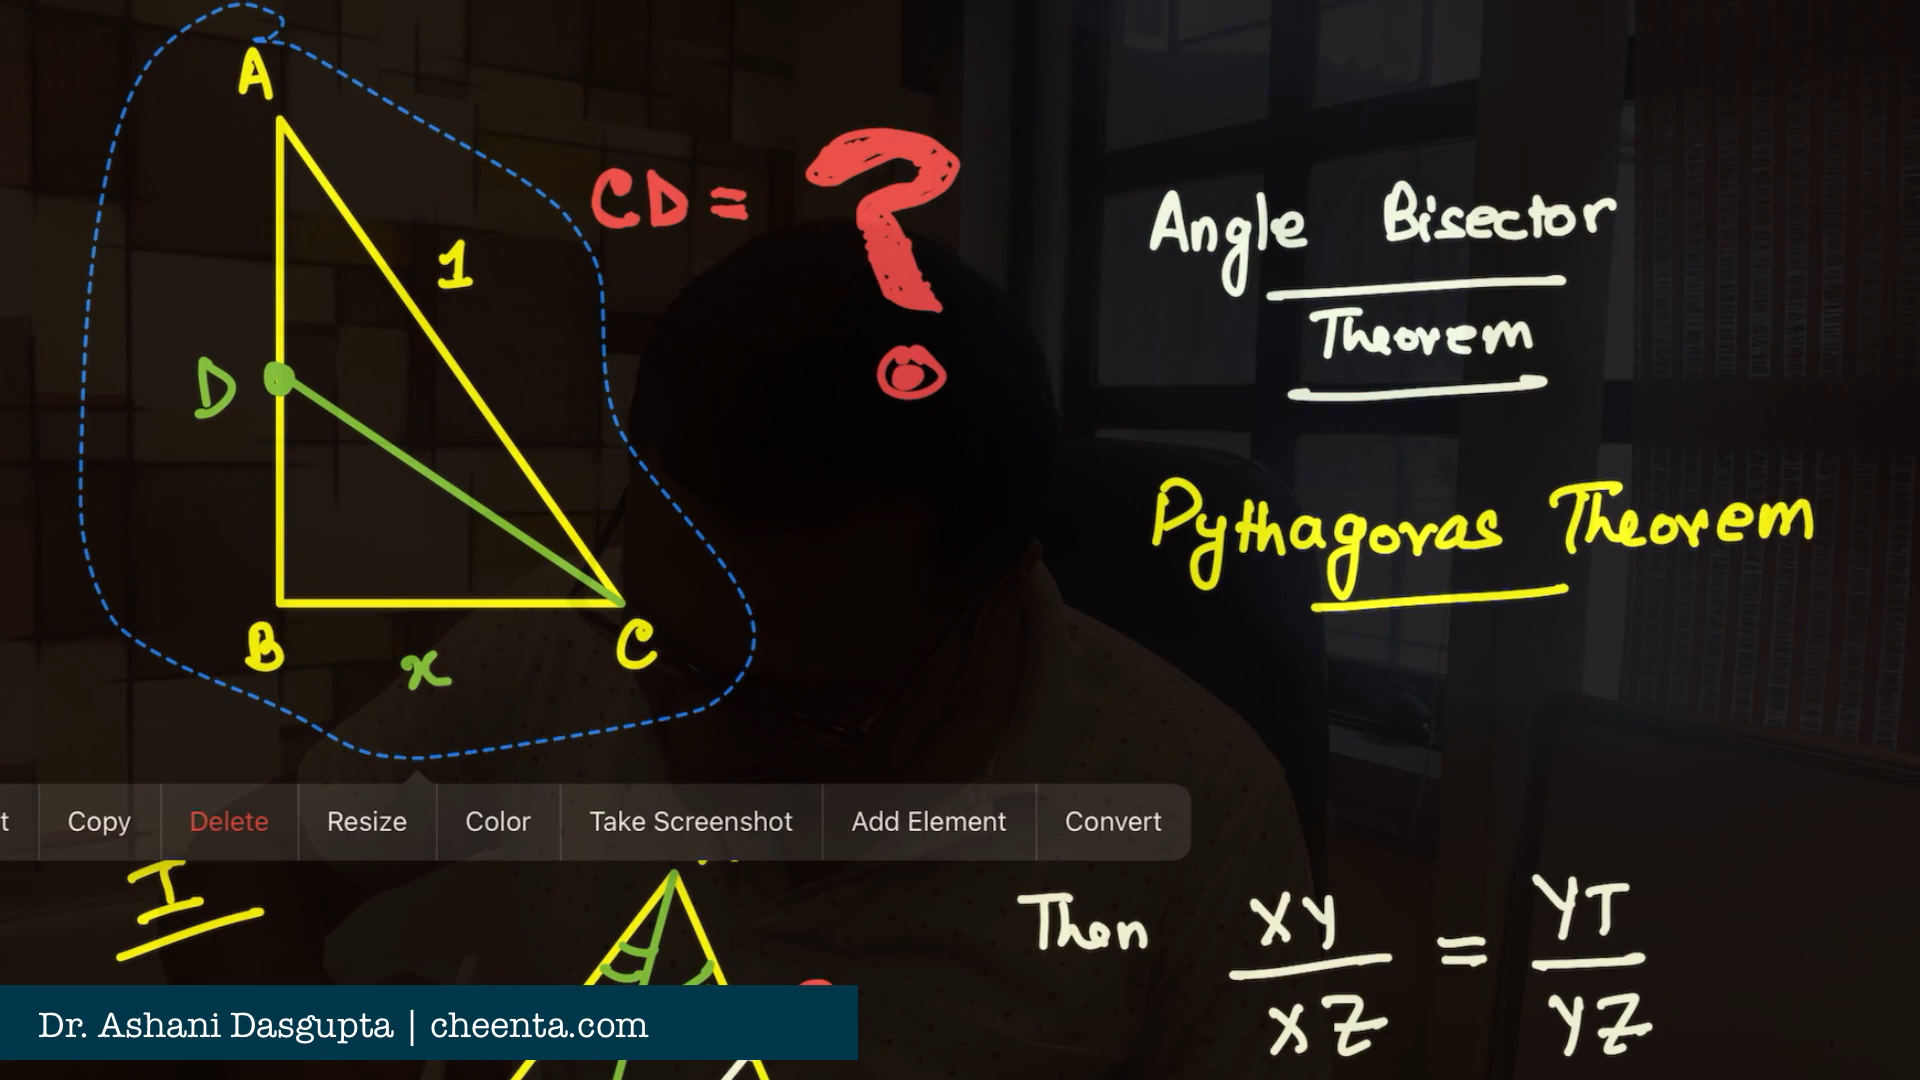 A
1
CD = ?
D
B
x
C
Angle Bisector
Theorem
Pythagoras Theorem
t Copy Delete Resize Color Take Screenshot Add Element Convert
I
Then XY/XZ = YT/YZ
Dr. Ashani Dasgupta | cheenta.com